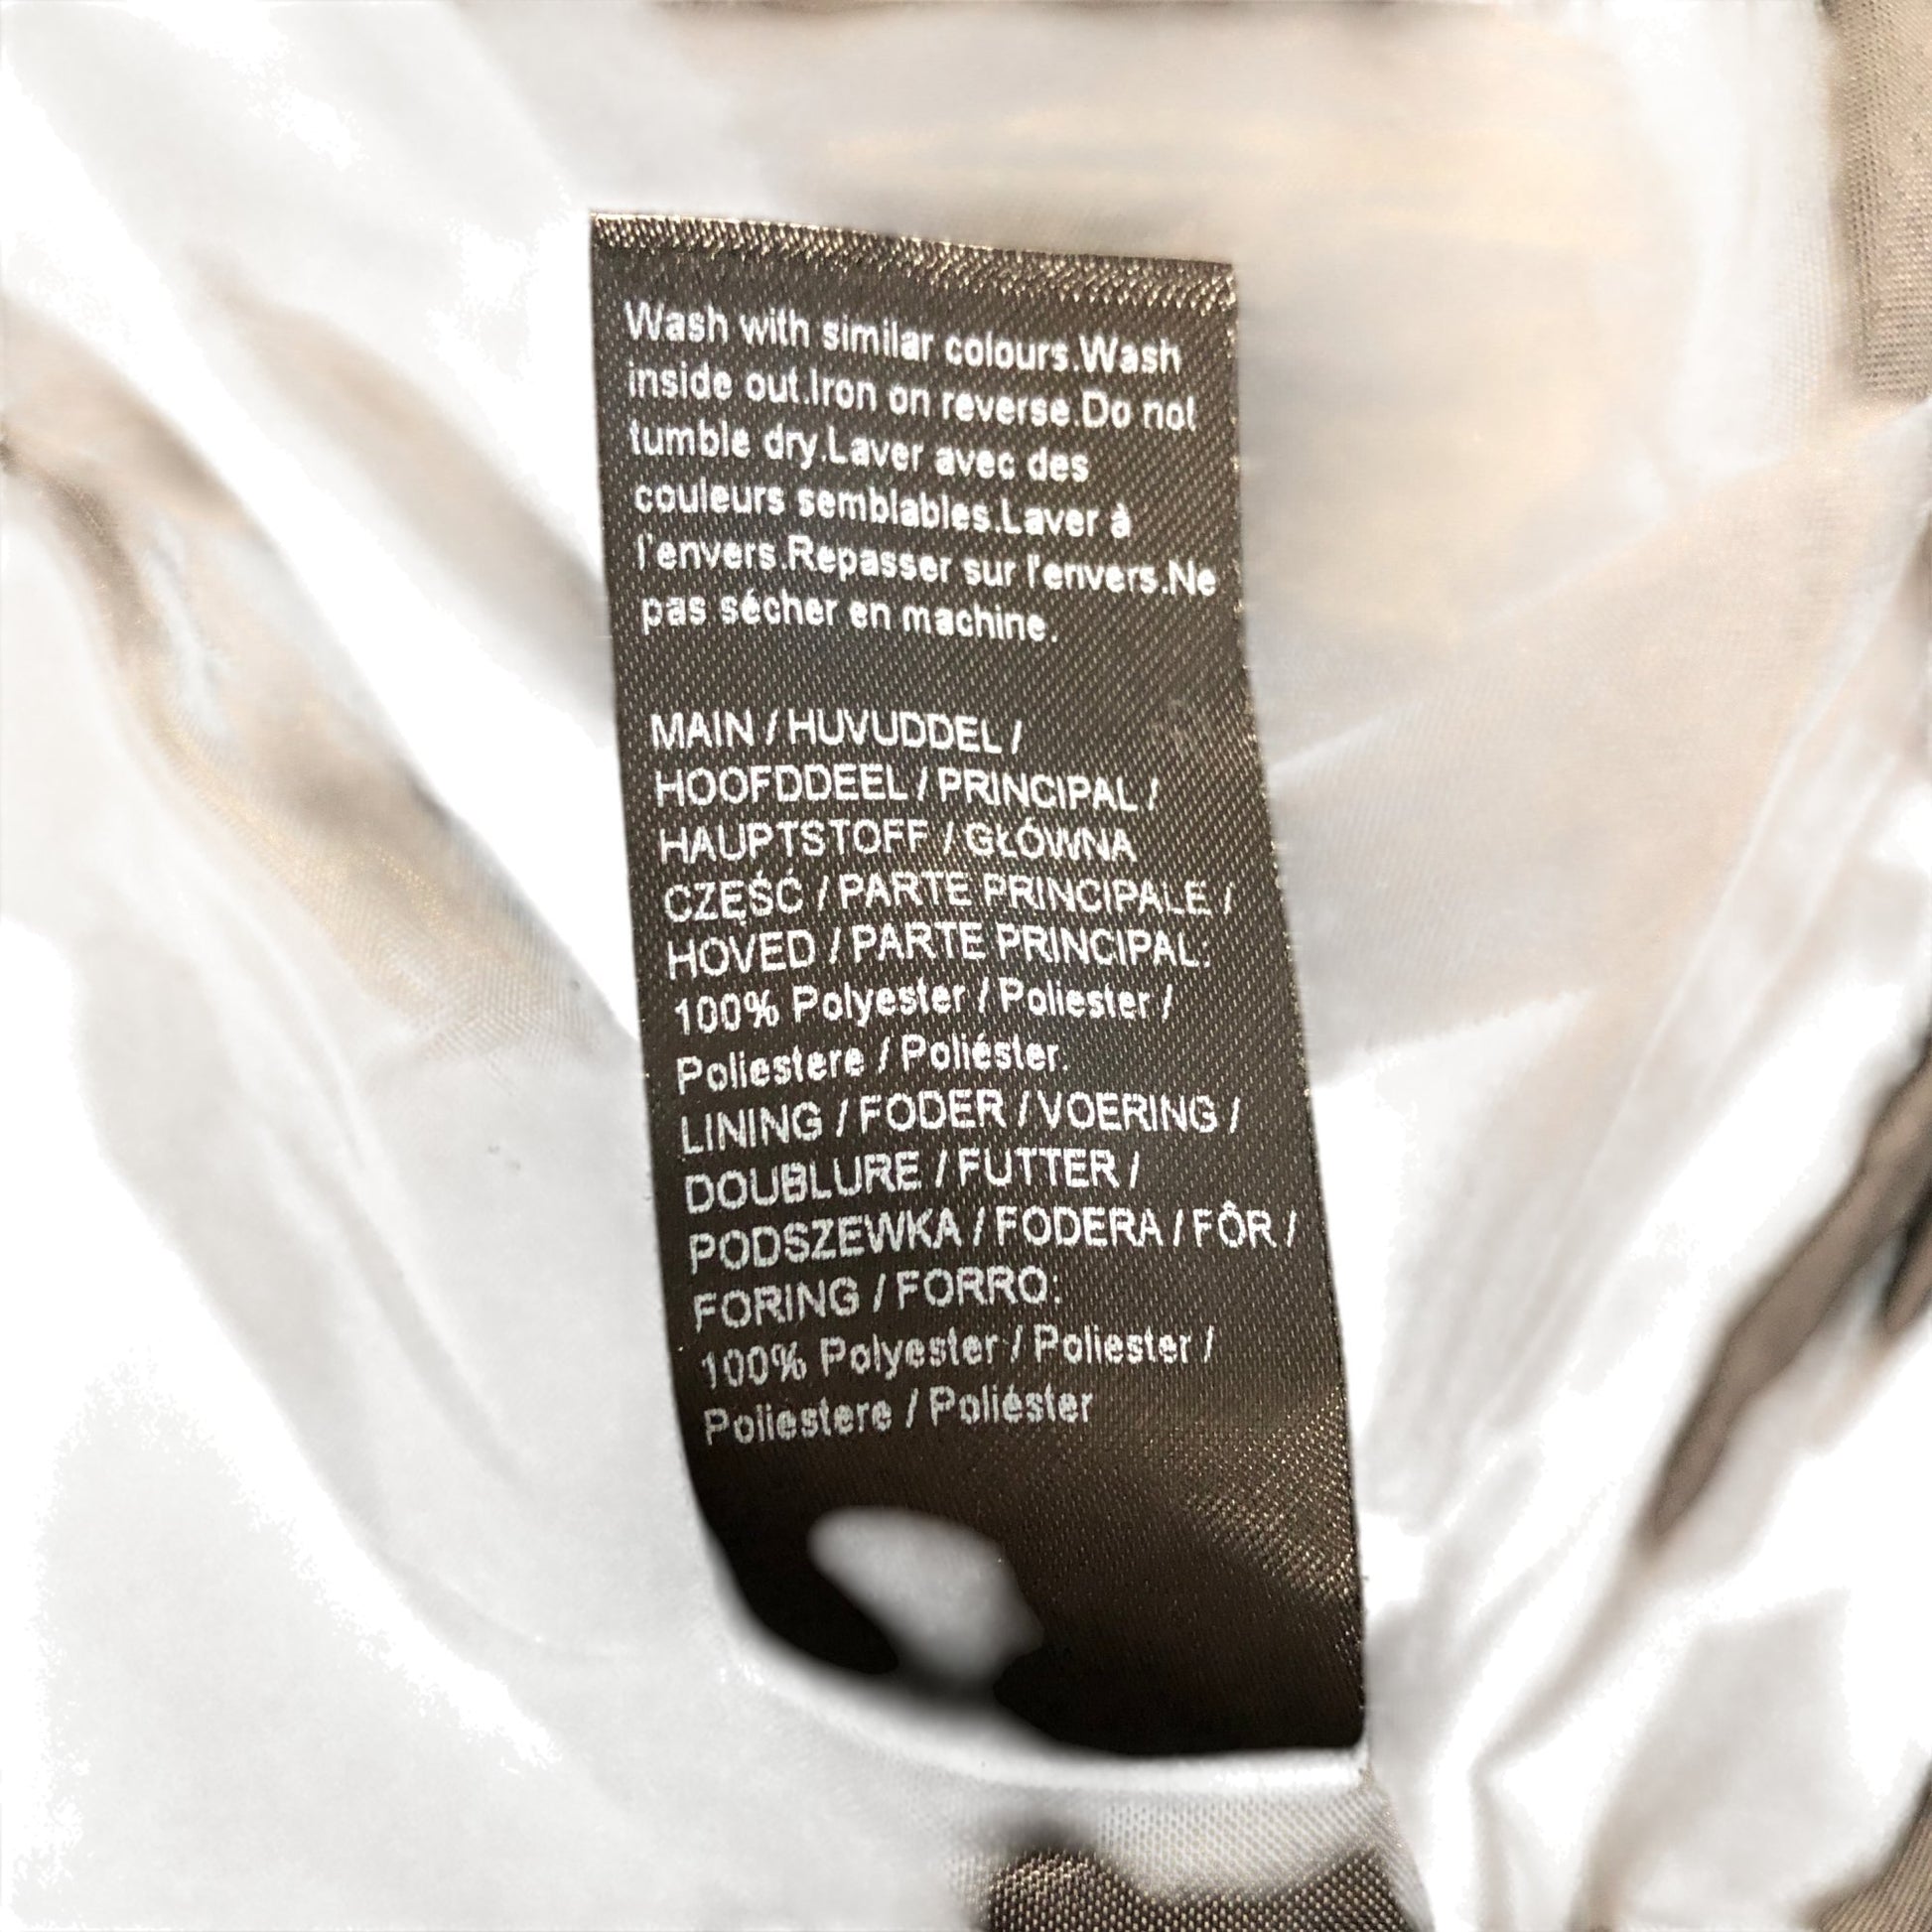 Wash with similar colours.Wash
inside out.Iron on reverse.Do not
tumble dry.Laver avec des
couleurs semblables.Laver à
l'envers.Repasser sur l'envers.Ne
pas sécher en machine.
MAIN / HUVUDDEL /
HOOFDDEEL / PRINCIPAL /
HAUPTSTOFF / GŁÓWNA
CZĘŚĆ / PARTE PRINCIPALE /
HOVED / PARTE PRINCIPAL:
100% Polyester / Poliester /
Poliestere / Poliéster.
LINING / FODER / VOERING /
DOUBLURE / FUTTER /
PODSZEWKA / FODERA / FÔR /
FORING / FORRO:
100% Polyester / Poliester /
Poliestere / Poliéster